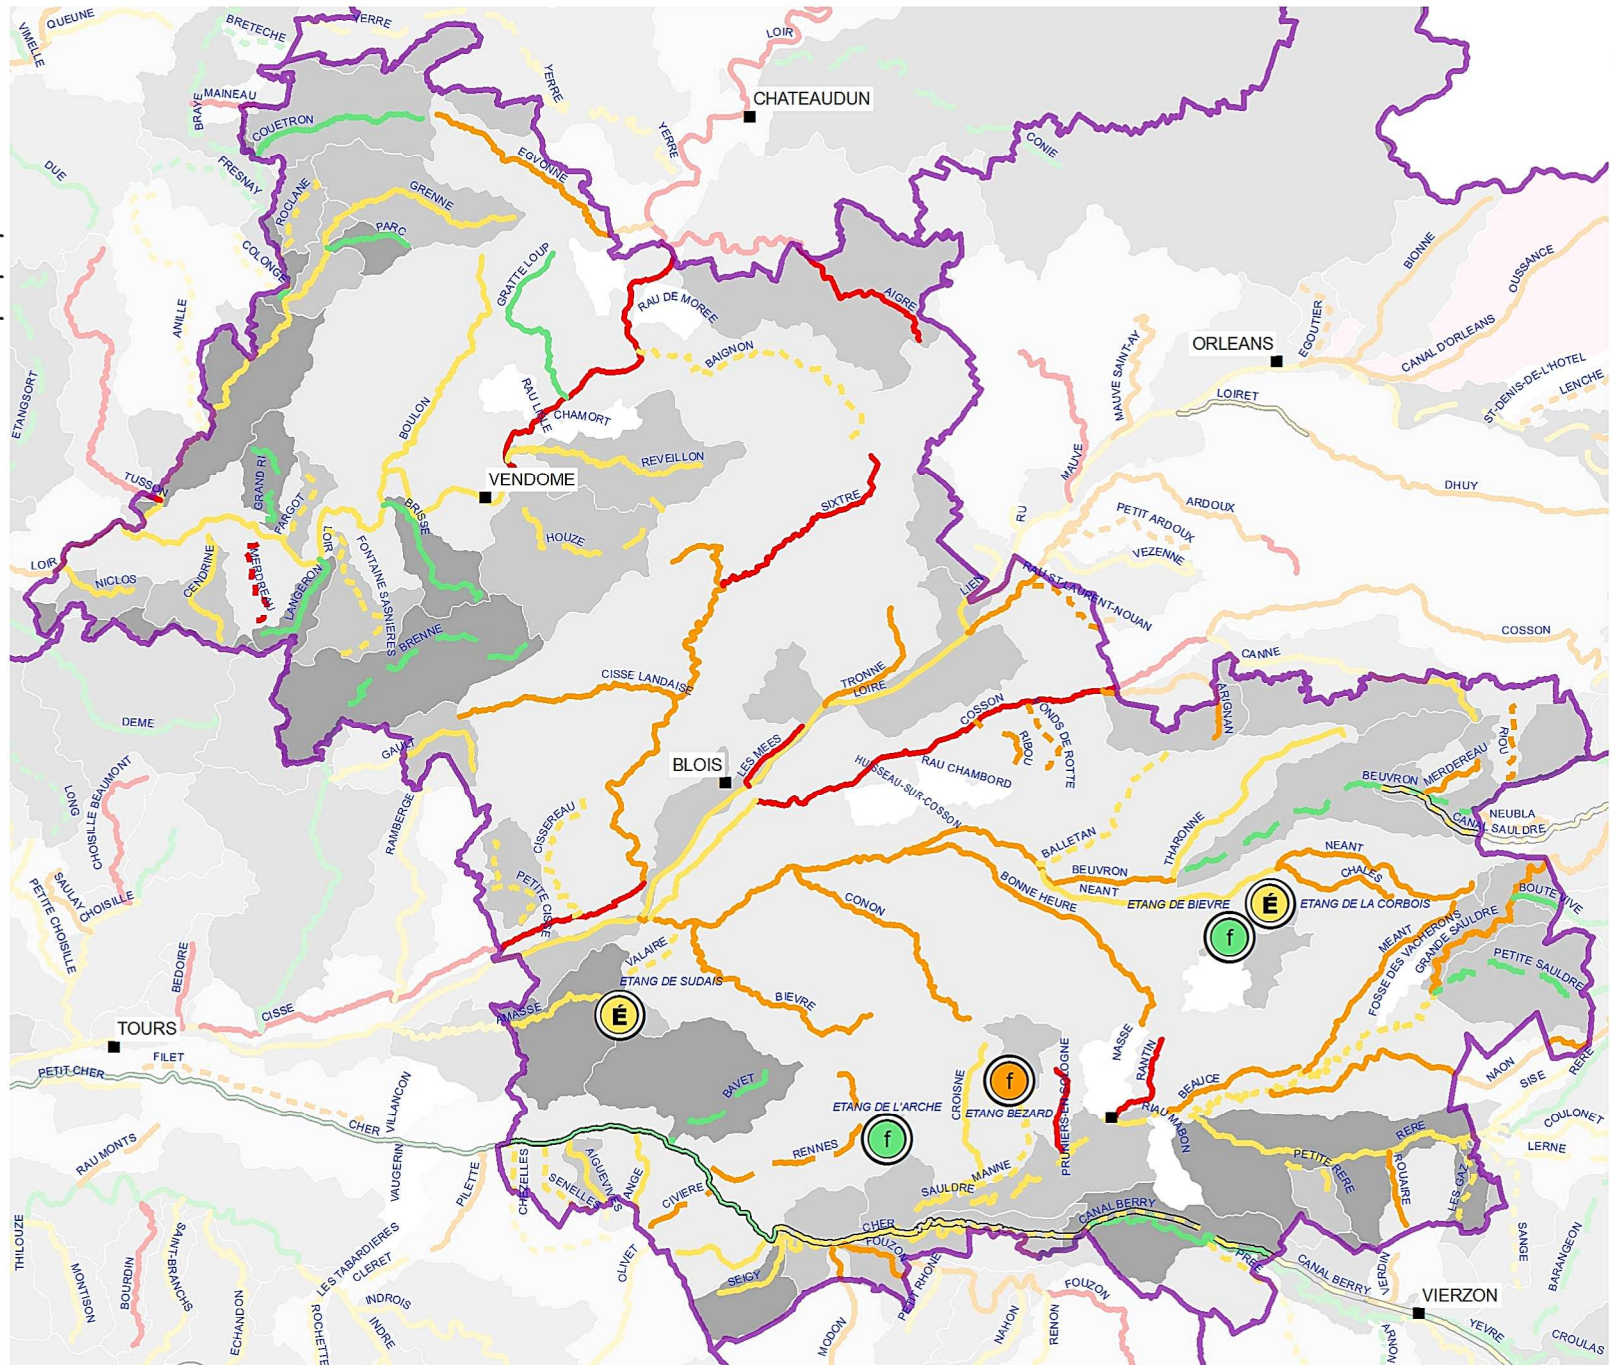 QUEUNE
VIMELLE
BRETECHE
YERRE
LOIR
CHATEAUDUN
MAINEAU
BRAYE
YERRE
COUETRON
YERRE
CONIE
DUE
FRESNAY
EGVONNE
ROCLANE
GRENNE
PARC
COLONGE
GRATTE LOUP
BIONNE
OUSSANCE
ANILLE
RAU DE MOREE
AIGRE
EGOUTIER
ORLEANS
CANAL D'ORLEANS
BAIGNON
MAUVE SAINT-AY
ST-DENIS-DE-L'HOTEL
LENCHE
ETANGSORT
BOULON
RAU LISLE
CHAMORT
LOIRET
MAUVE
REVEILLON
VENDOME
TUSSON
GRAND RI
FARGOT
BRISSE
SIXTRE
DHUY
ARDOUX
PETIT ARDOUX
RU
HOUZE
LOIR
VEZENNE
LOIR
NICLOS
CENDRINE
MERDREAU
LANGERON
FONTAINE SASNIERES
BRENNE
LIEN
RAU ST-LAURENT-NOUAN
COSSON
CANNE
CISSE LANDAISE
TRONNE
LOIRE
DEME
ARIGNAN
COSSON
ONDS DE ROTTE
RIBOU
RIOU
GAULT
LES MEES
BLOIS
RAU CHAMBORD
HUISSEAU-SUR-COSSON
MERDEREAU
BEUVRON
LONG
CHOISILLE BEAUMONT
NEUBLA
CANAL SAULDRE
RAMBERGE
CISSEREAU
BALLETAN
THARONNE
NEANT
CHALES
BEUVRON
NEANT
BONNE HEURE
PETITE CISSE
SAULAY
PETITE CHOISILLE
CHOISILLE
CONON
ETANG DE BIEVRE
É
ETANG DE LA CORBOIS
BOUTE VIVE
f
MEANT
FOSSE DES VACHERONS
GRANDE SAULDRE
PETITE SAULDRE
BEDOIRE
VALAIRE
ETANG DE SUDAIS
BIEVRE
CISSE
AMASSE
É
TOURS
FILET
PETIT CHER
NASSE
RANTIN
BEAUCE
NAON
SISE
RERE
PRUNIERS-EN-SOLOGNE
CROISNE
f
ETANG BEZARD
BAVET
ETANG DE L'ARCHE
VILLANCON
CHER
f
RIAU MABON
COULONET
LERNE
RERE
RAU MONTS
RENNES
PETITE RERE
ROUAIRE
LES GAZ
VAUGERIN
PILETTE
CHEZELLES
SENELLES
AIGUEVIVES
ANGE
CIVIERE
MANNE
SAULDRE
CANAL BERRY
CHER
FOUZON
THILOUZE
MONTISON
BOURDIN
SAINT-BRANCHS
ECHANDON
LES TABARDIERES
CLERET
OLIVET
SEIGY
PETIT RHONE
PREE
SANGE
BARANGEON
CANAL BERRY
VIERDIN
FOUZON
VIERZON
INDROIS
INDRE
ROCHETTE
MODON
NAHON
RENON
ARNON
YEVRE
CROULAS